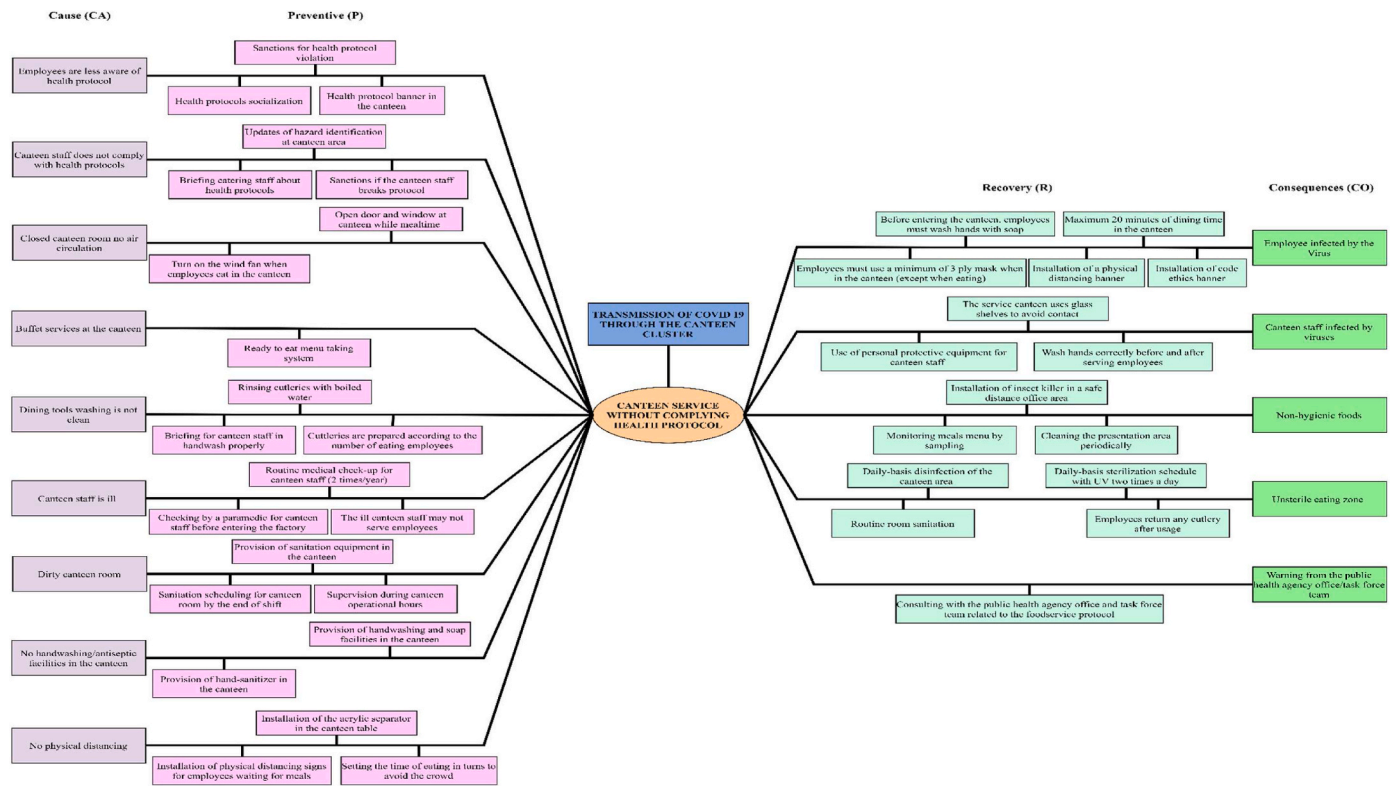 Cause (CA)
Preventive (P)
Employees are less aware of
health protocol
Sanctions for health protocol
violation
Health protocols socialization
Health protocol banner in
the canteen
Canteen staff does not comply
with health protocols
Updates of hazard identification
at canteen area
Briefing catering staff about
health protocols
Sanctions if the canteen staff
breaks protocol
Closed canteen room no air
circulation
Open door and window at
canteen while mealtime
Turn on the wind fan when
employees eat in the canteen
Buffet services at the canteen
Ready to eat menu taking
system
Dining tools washing is not
clean
Rinsing cutleries with boiled
water
Briefing for canteen staff in
handwash properly
Cuttleries are prepared according to the
number of eating employees
Canteen staff is ill
Routine medical check-up for
canteen staff (2 times/year)
Checking by a paramedic for canteen
staff before entering the factory
The ill canteen staff may not
serve employees
Dirty canteen room
Provision of sanitation equipment in
the canteen
Sanitation scheduling for canteen
room by the end of shift
Supervision during canteen
operational hours
No handwashing/antiseptic
facilities in the canteen
Provision of handwashing and soap
facilities in the canteen
Provision of hand-sanitizer in
the canteen
No physical distancing
Installation of the acrylic separator
in the canteen table
Installation of physical distancing signs
for employees waiting for meals
Setting the time of eating in turns to
avoid the crowd
TRANSMISSION OF COVID 19
THROUGH THE CANTEEN
CLUSTER
CANTEEN SERVICE
WITHOUT COMPLYING
HEALTH PROTOCOL
Recovery (R)
Consequences (CO)
Before entering the canteen, employees
must wash hands with soap
Maximum 20 minutes of dining time
in the canteen
Employees must use a minimum of 3 ply mask when
in the canteen (except when eating)
Installation of a physical
distancing banner
Installation of code
ethics banner
Employee infected by the
Virus
The service canteen uses glass
shelves to avoid contact
Use of personal protective equipment for
canteen staff
Wash hands correctly before and after
serving employees
Canteen staff infected by
viruses
Installation of insect killer in a safe
distance office area
Monitoring meals menu by
sampling
Cleaning the presentation area
periodically
Non-hygienic foods
Daily-basis disinfection of the
canteen area
Daily-basis sterilization schedule
with UV two times a day
Routine room sanitation
Employees return any cutlery
after usage
Unsterile eating zone
Consulting with the public health agency office and task force
team related to the foodservice protocol
Warning from the public
health agency office/task force
team